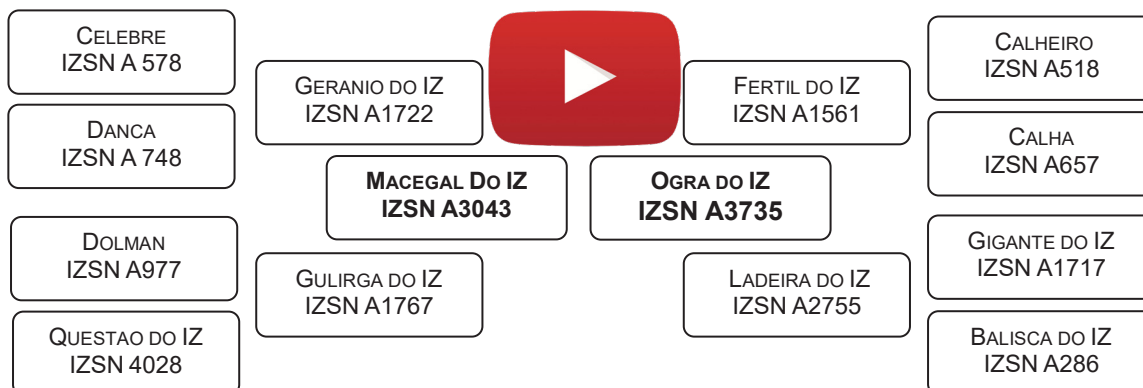 CELEBRE
IZSN A 578
DANCA
IZSN A 748
DOLMAN
IZSN A977
QUESTAO DO IZ
IZSN 4028
GERANIO DO IZ
IZSN A1722
GULIRGA DO IZ
IZSN A1767
MACEGAL DO IZ
IZSN A3043
OGRA DO IZ
IZSN A3735
FERTIL DO IZ
IZSN A1561
LADEIRA DO IZ
IZSN A2755
CALHEIRO
IZSN A518
CALHA
IZSN A657
GIGANTE DO IZ
IZSN A1717
BALISCA DO IZ
IZSN A286